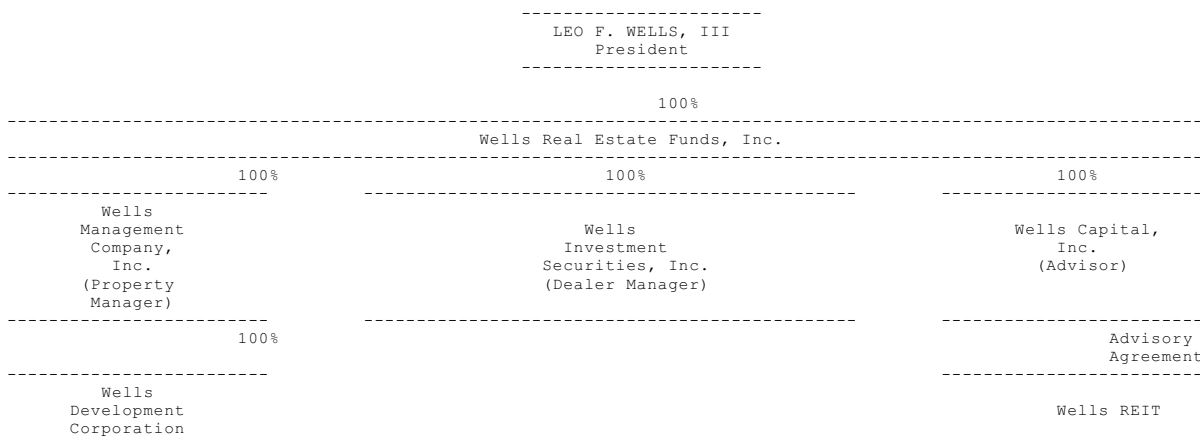 LEO F. WELLS, III
President
100%
Wells Real Estate Funds, Inc.
100% 100% 100%
Wells
Management
Company,
Inc.
(Property
Manager)
Wells
Investment
Securities, Inc.
(Dealer Manager)
Wells Capital,
Inc.
(Advisor)
100%
Advisory
Agreement
Wells
Development
Corporation
Wells REIT